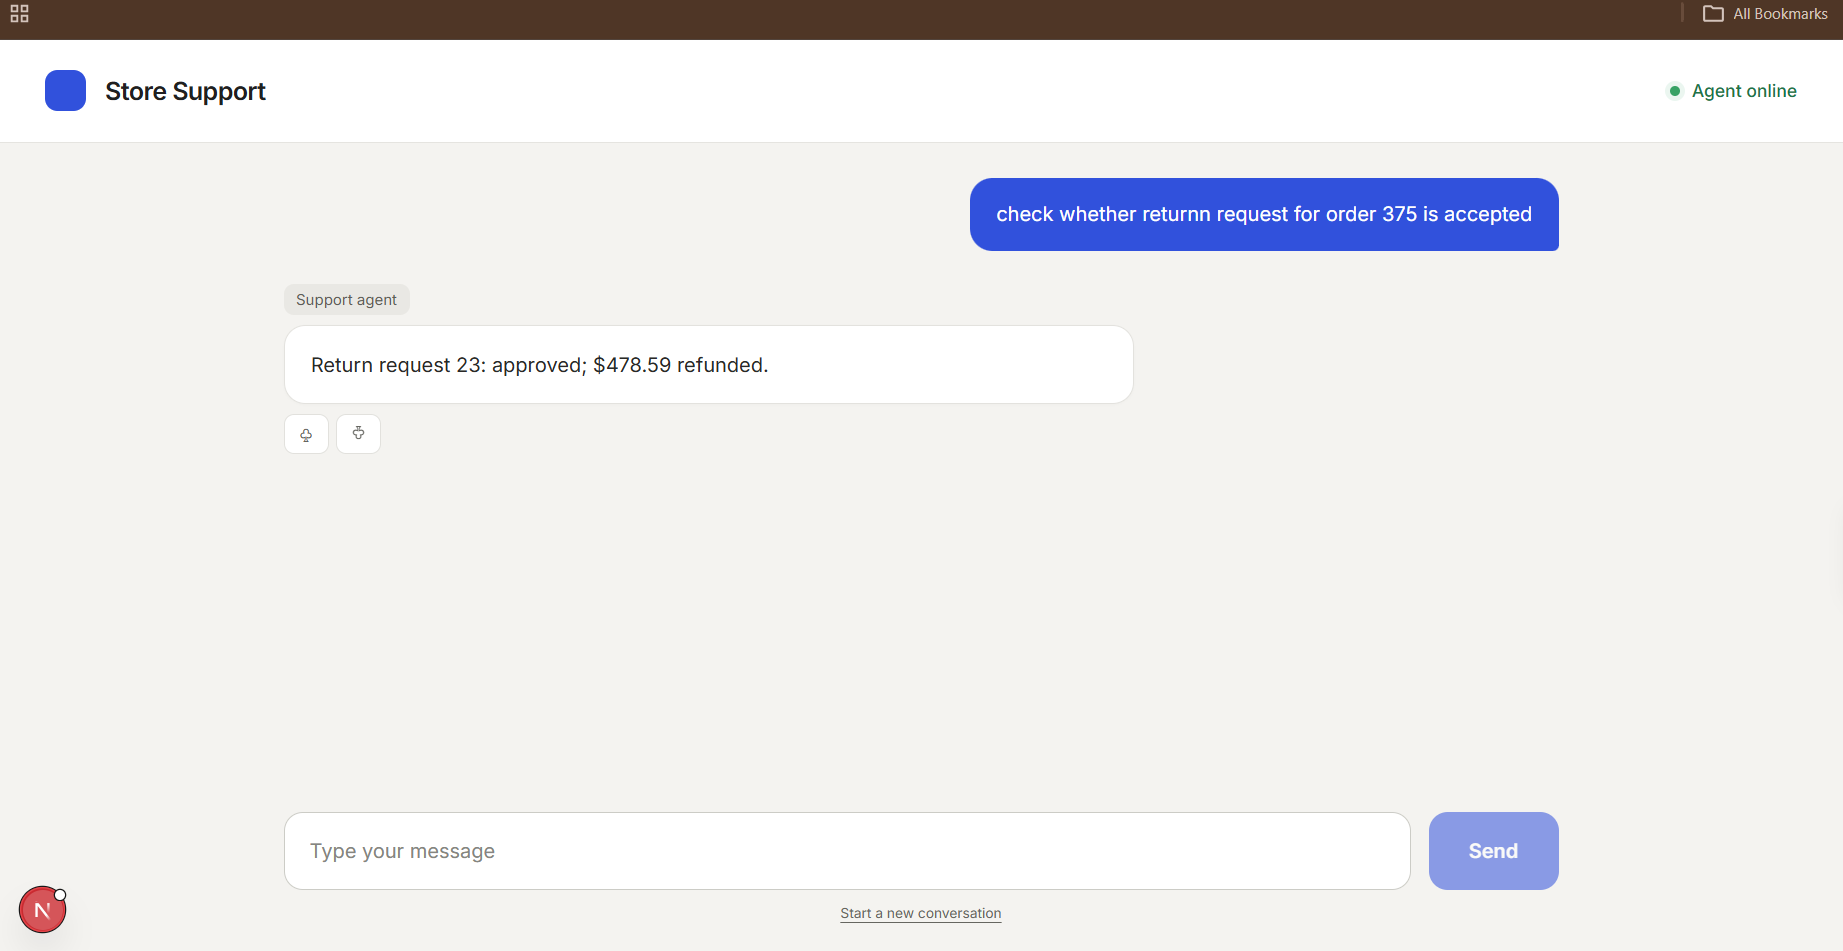 All Bookmarks
Store Support
Agent online
check whether returnn request for order 375 is accepted
Support agent
Return request 23: approved; $478.59 refunded.
Type your message
Send
N
Start a new conversation